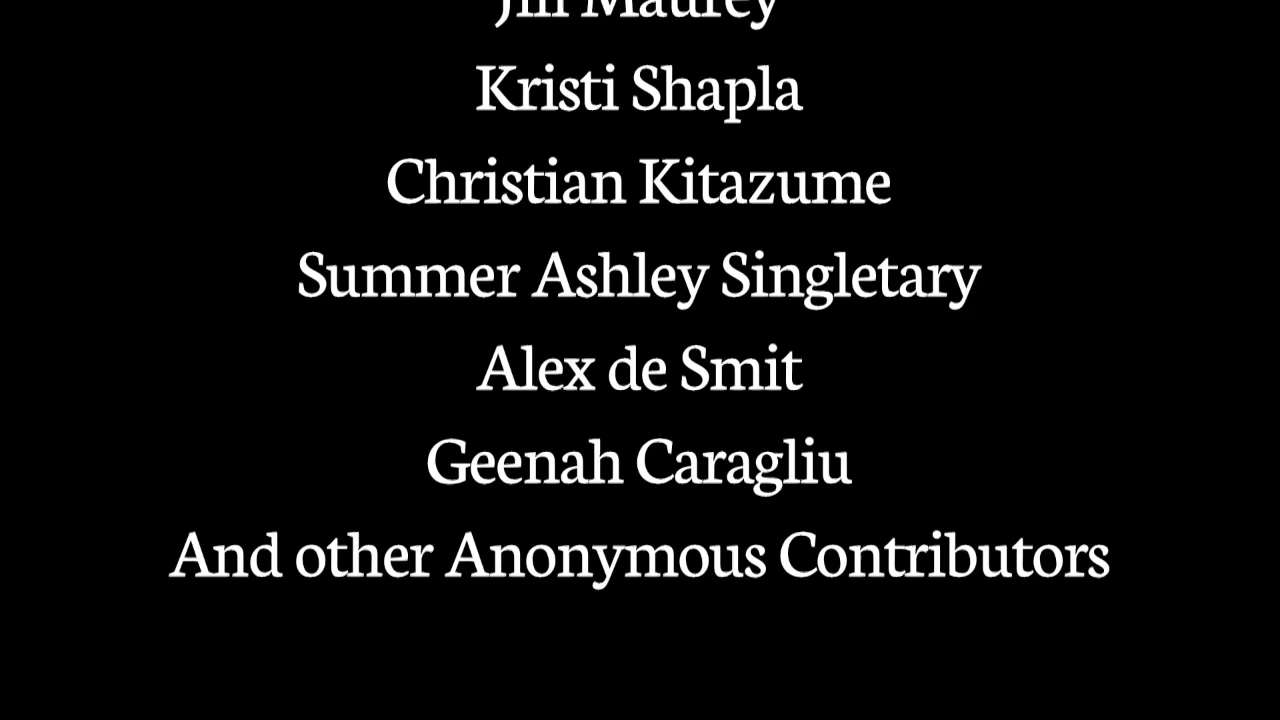 Kristi Shapla
Christian Kitazume
Summer Ashley Singletary
Alex de Smit
Geenah Caragliu
And other Anonymous Contributors